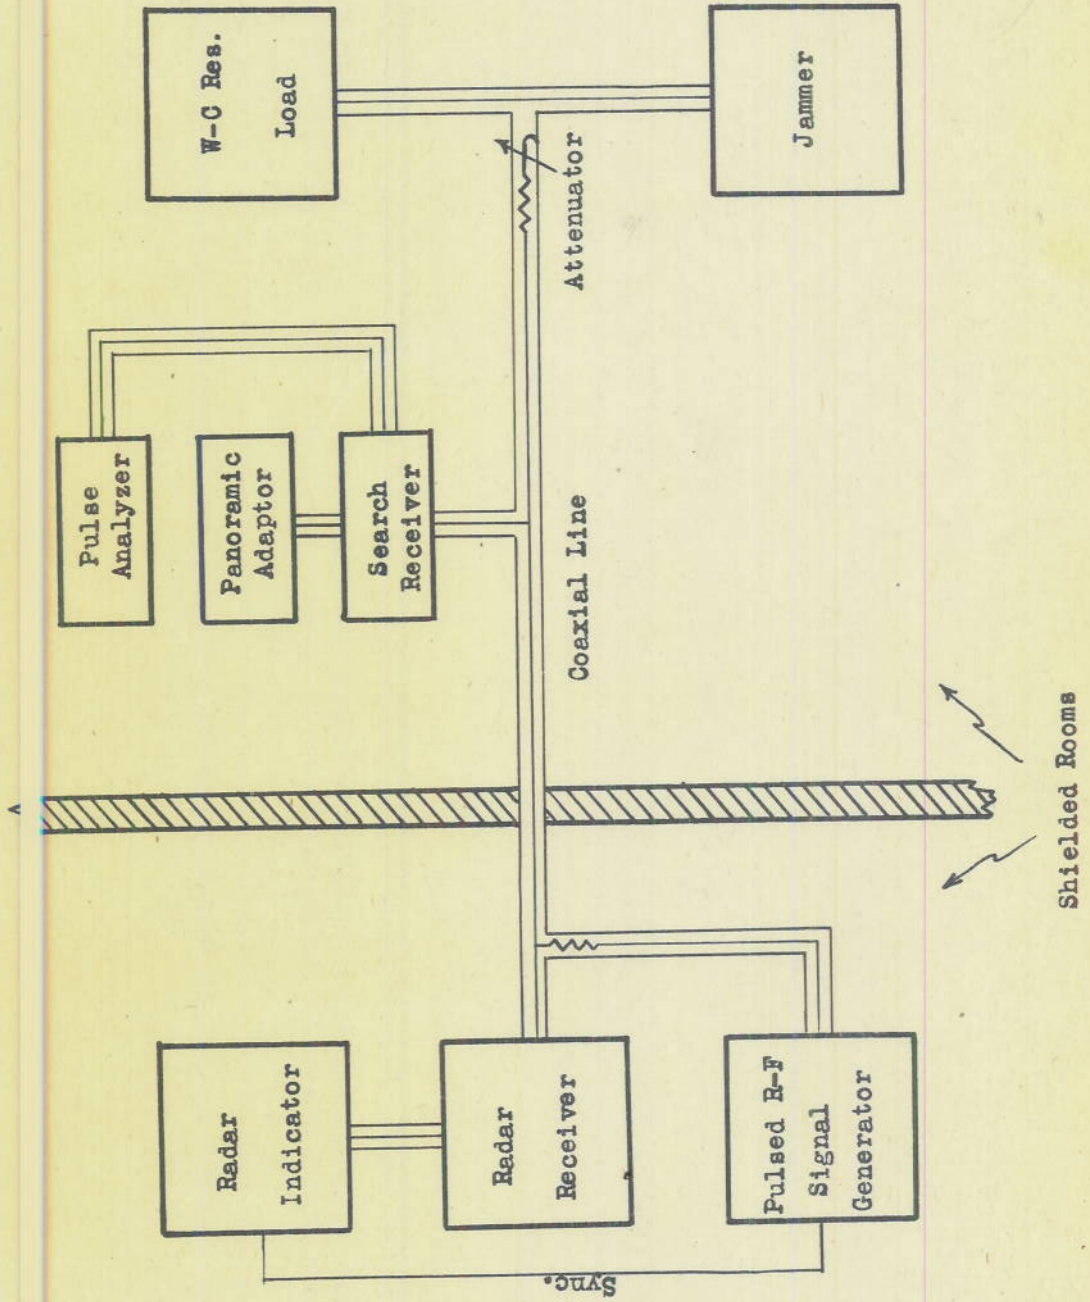 W-C Res.
Load
Jammer
Attenuator
Pulse
Analyzer
Panoramic
Adaptor
Search
Receiver
Coaxial Line
Shielded Rooms
Radar
Indicator
Radar
Receiver
Pulsed R-F
Signal
Generator
Sync.